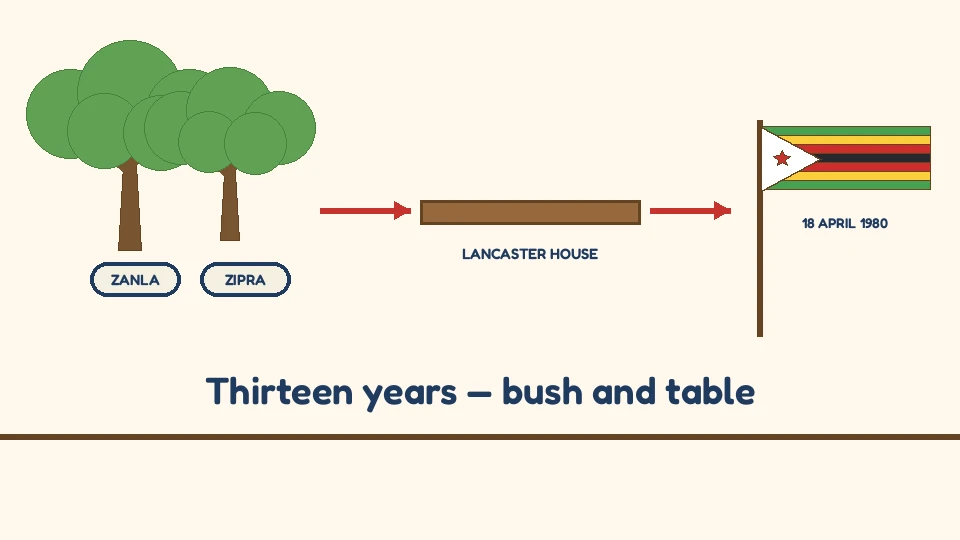 ZANLA
ZIPRA
LANCASTER HOUSE
18 APRIL 1980
Thirteen years — bush and table